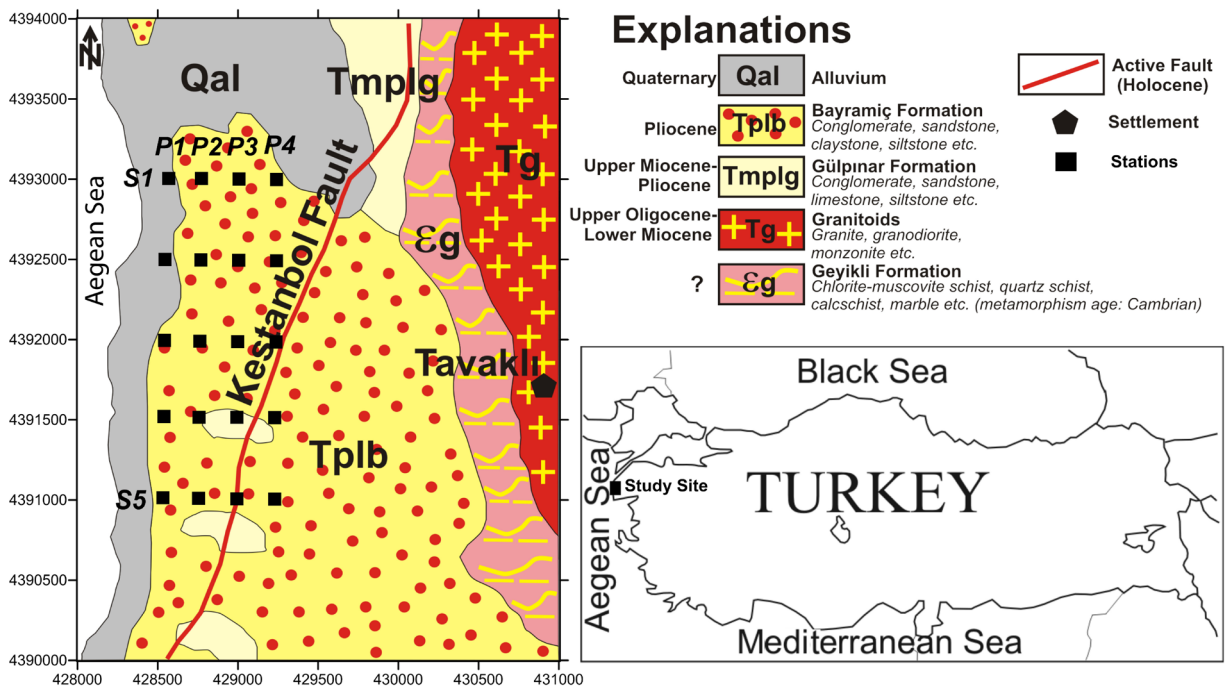 4394000
4393500
4393000
4392500
4392000
4391500
4391000
4390500
4390000
428000
428500
429000
429500
430000
430500
431000
N
Aegean Sea
Qal
Tmplg
P1 P2 P3 P4
S1
S5
Tg
Ɛg
Kestanbol Fault
Tavaklı
Tplb
Explanations
Quaternary
Qal
Alluvium
Pliocene
Tplb
Bayramiç Formation
Conglomerate, sandstone,
claystone, siltstone etc.
Upper Miocene-
Pliocene
Tmplg
Gülpınar Formation
Conglomerate, sandstone,
limestone, siltstone etc.
Upper Oligocene-
Lower Miocene
Tg
Granitoids
Granite, granodiorite,
monzonite etc.
?
Ɛg
Geyikli Formation
Chlorite-muscovite schist, quartz schist,
calcschist, marble etc. (metamorphism age: Cambrian)
Active Fault
(Holocene)
Settlement
Stations
Black Sea
Aegean Sea
Study Site
TURKEY
Mediterranean Sea